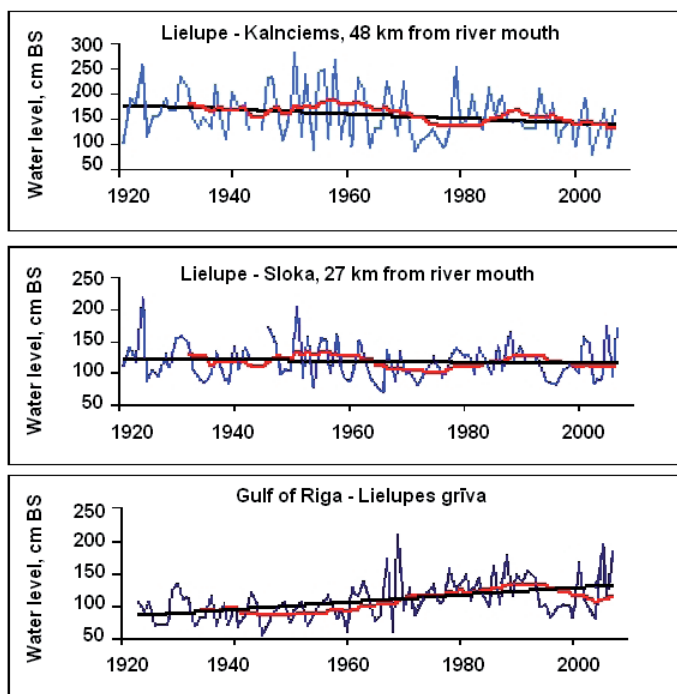 Lielupe - Kalnciems, 48 km from river mouth
Water level, cm BS
300
250
200
150
100
50
1920 1940 1960 1980 2000
Lielupe - Sloka, 27 km from river mouth
Water level, cm BS
250
200
150
100
50
1920 1940 1960 1980 2000
Gulf of Riga - Lielupes grīva
Water level, cm BS
250
200
150
100
50
1920 1940 1960 1980 2000